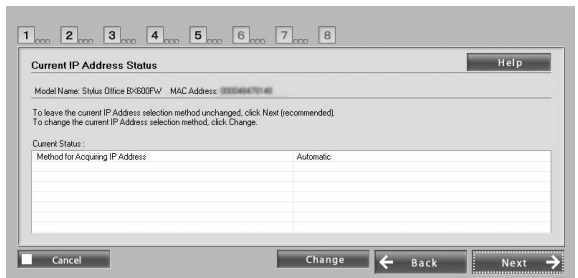 1 2 3 4 5 6 7 8
Current IP Address Status
Help
Model Name: Stylus Office BX600FW MAC Address:
To leave the current IP Address selection method unchanged, click Next (recommended).
To change the current IP Address selection method, click Change.
Current Status :
Method for Acquiring IP Address Automatic
Cancel Change Back Next